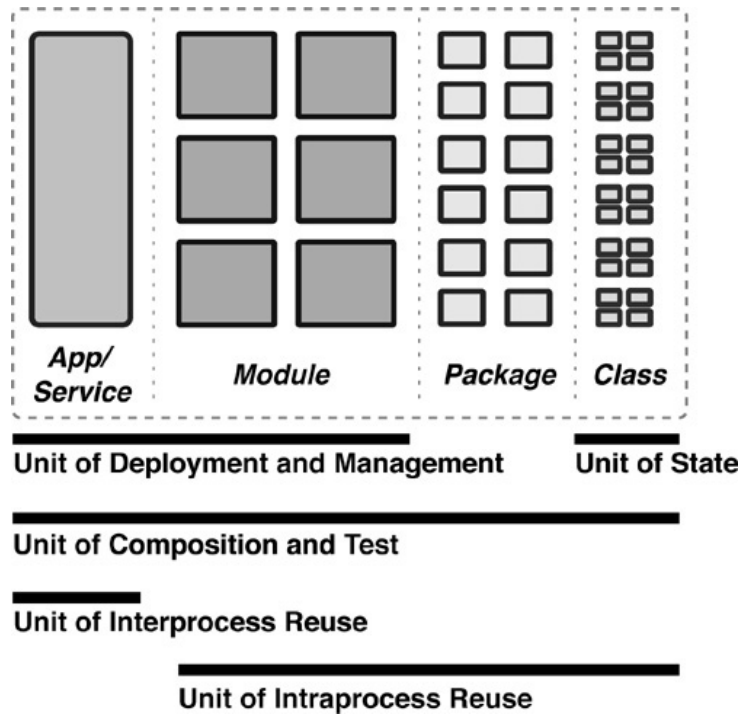 App/
Service
Module
Package
Class
Unit of Deployment and Management
Unit of State
Unit of Composition and Test
Unit of Interprocess Reuse
Unit of Intraprocess Reuse